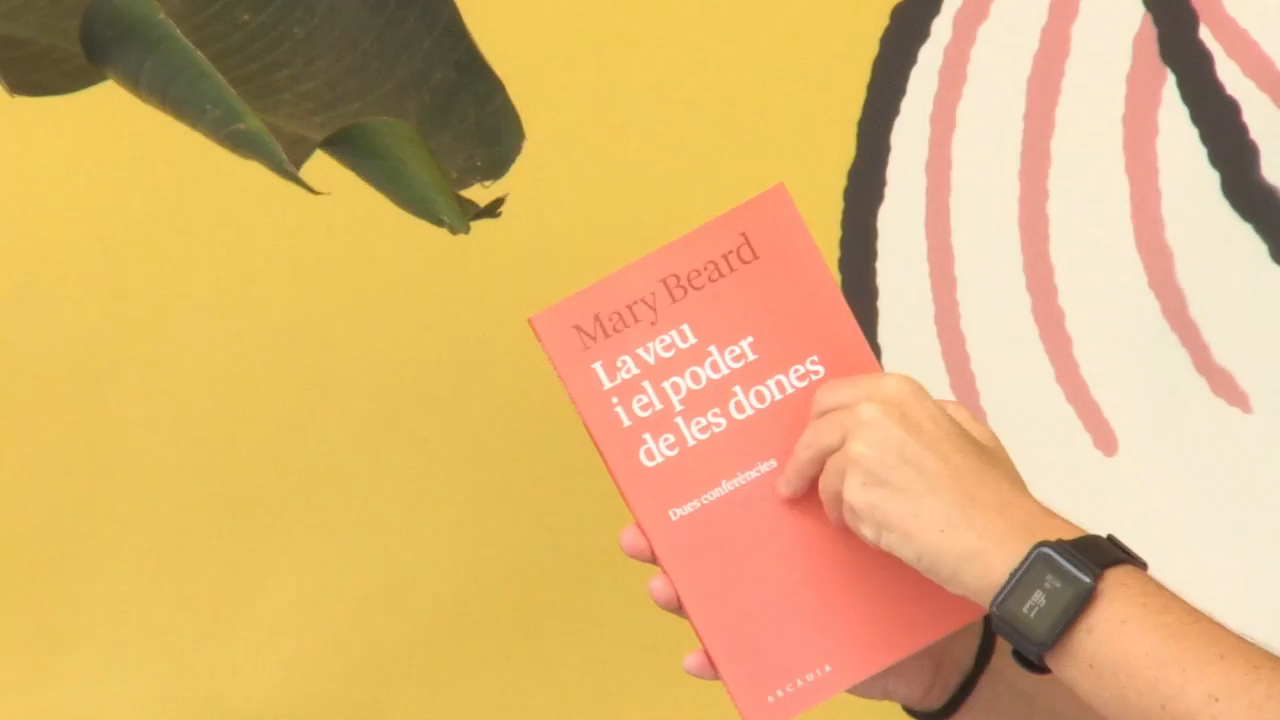 Mary Beard
La veu
i el poder
de les dones
Dues conferències
ARCÀDIA